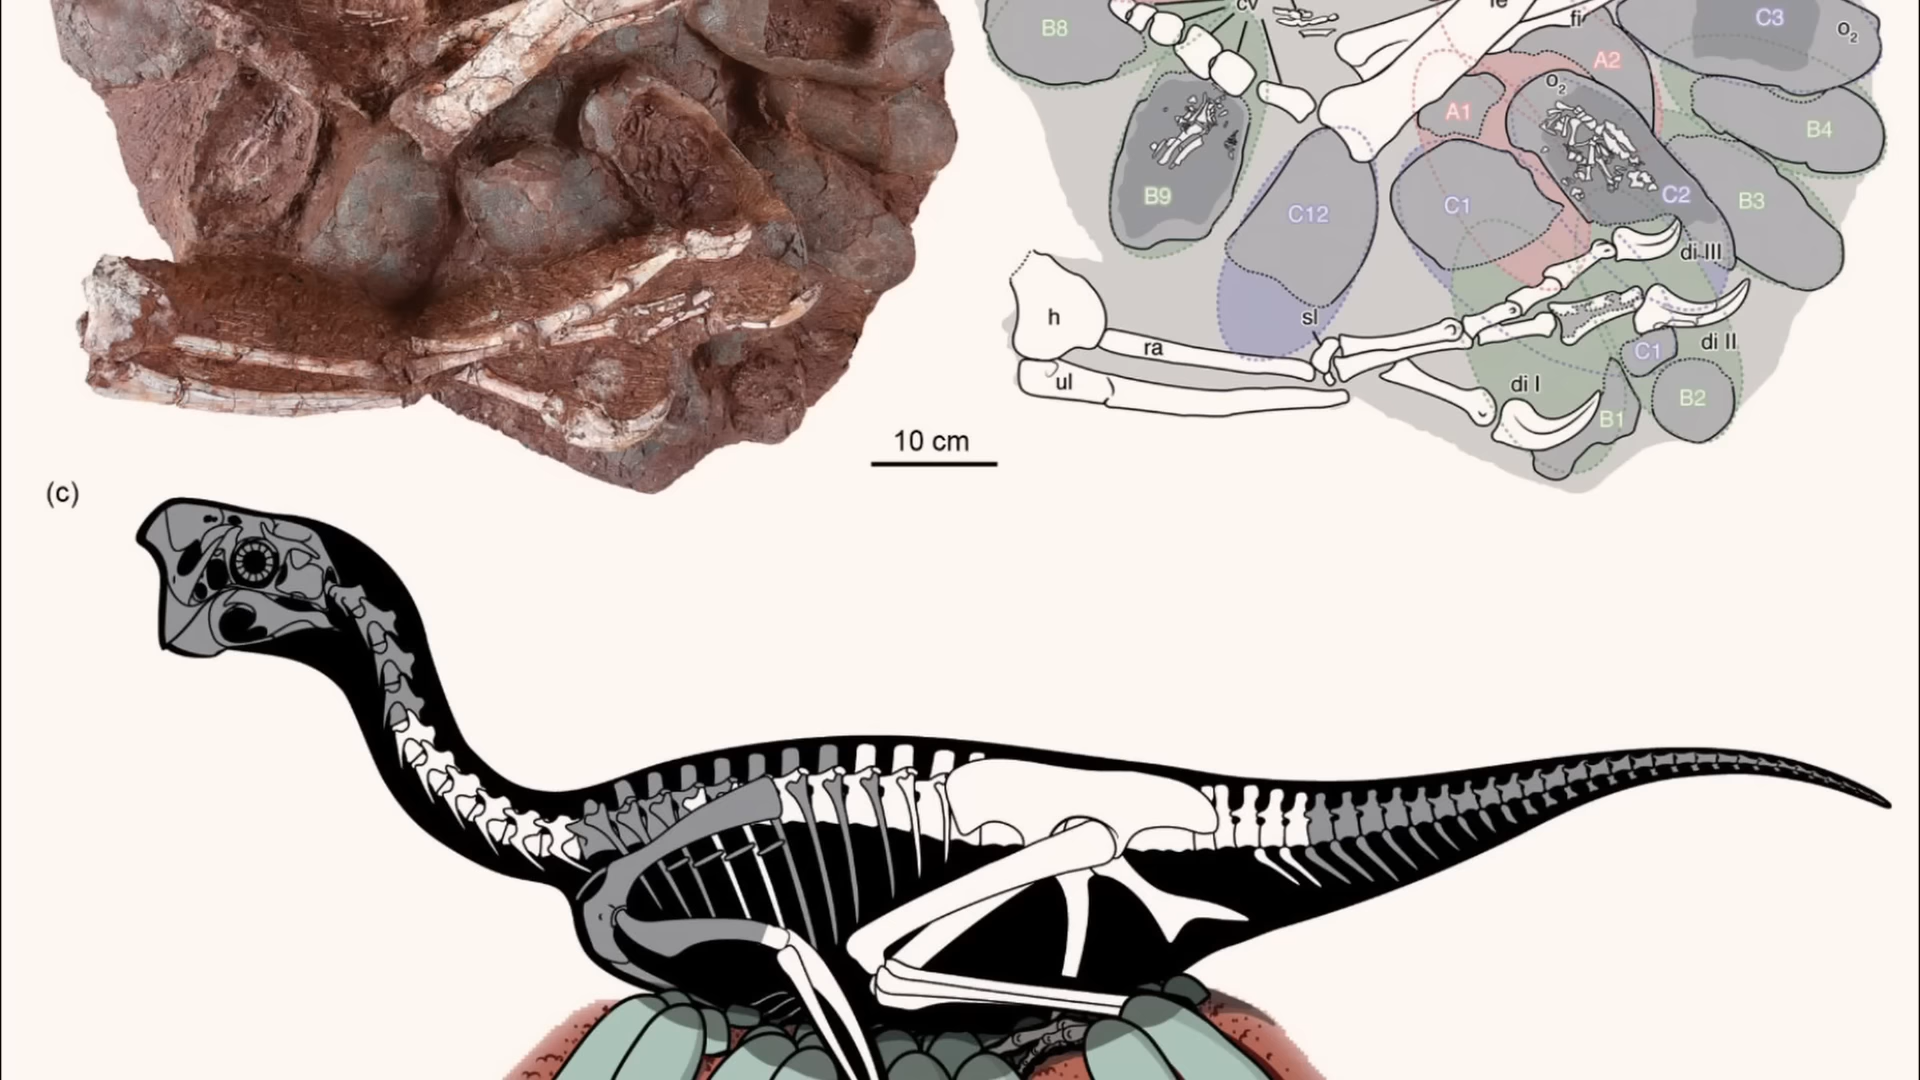 cv
fe
fi
C3
O2
B8
A2
O2
A1
B4
B9
C12
C1
C2
B3
di III
h
sl
ra
C1
di II
ul
di I
B2
B1
10 cm
(c)